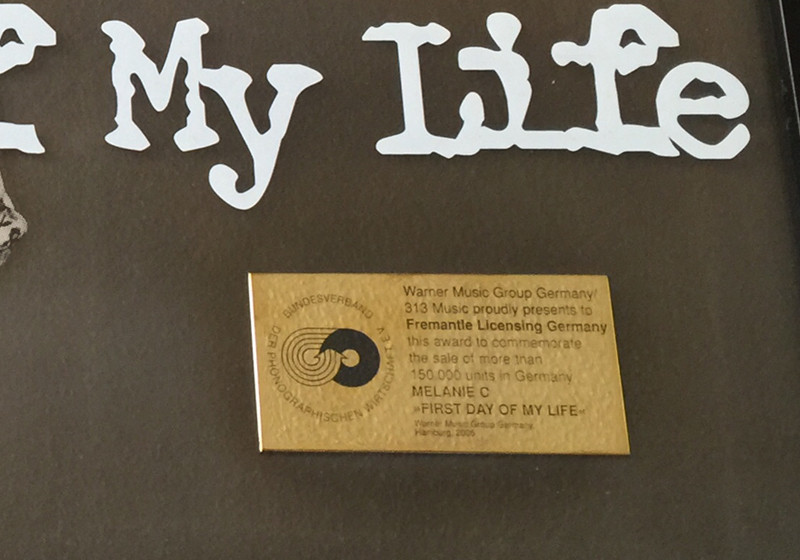 f My Life
BUNDESVERBAND
DER PHONOGRAPHISCHEN WIRTSCHAFT E.V.
Warner Music Group Germany/
313 Music proudly presents to
Fremantle Licensing Germany
this award to commemorate
the sale of more than
150.000 units in Germany
MELANIE C
»FIRST DAY OF MY LIFE«
Warner Music Group Germany
Hamburg, 2005